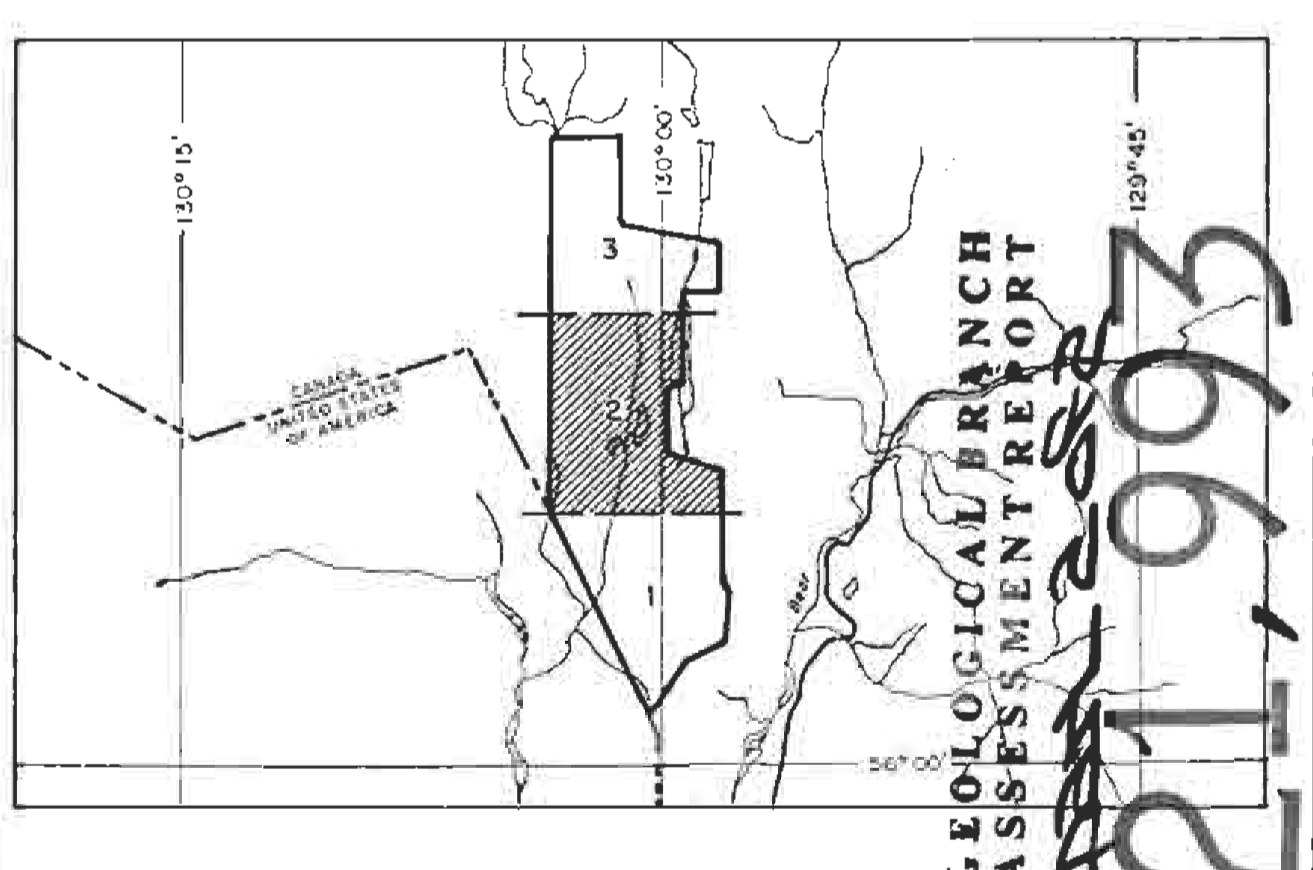 130°15'
130°00'
129°45'
3
CANADA
UNITED STATES
OF AMERICA
2
1
Bear
56°00'
GEOLOGICAL BRANCH
ASSESSMENT REPORT
21,993